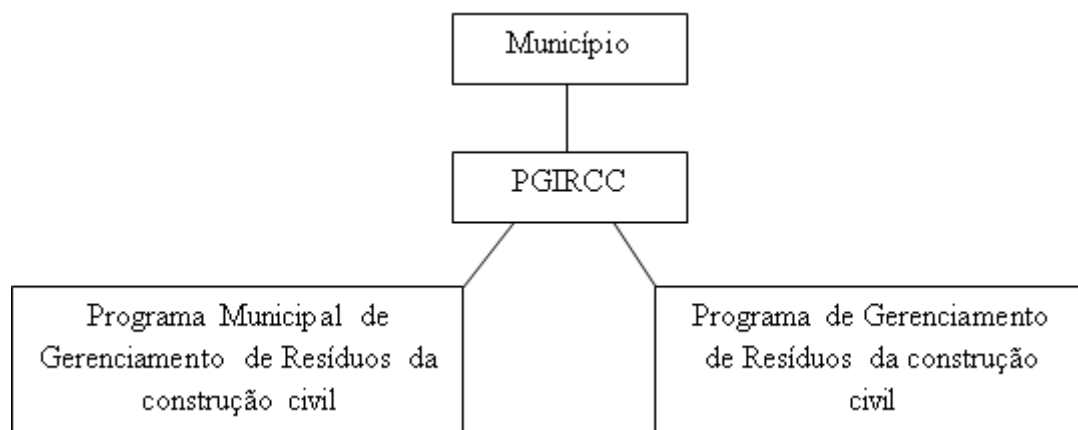 Município
PGIRCC
Programa Municipal de
Gerenciamento de Resíduos da
construção civil
Programa de Gerenciamento
de Resíduos da construção
civil